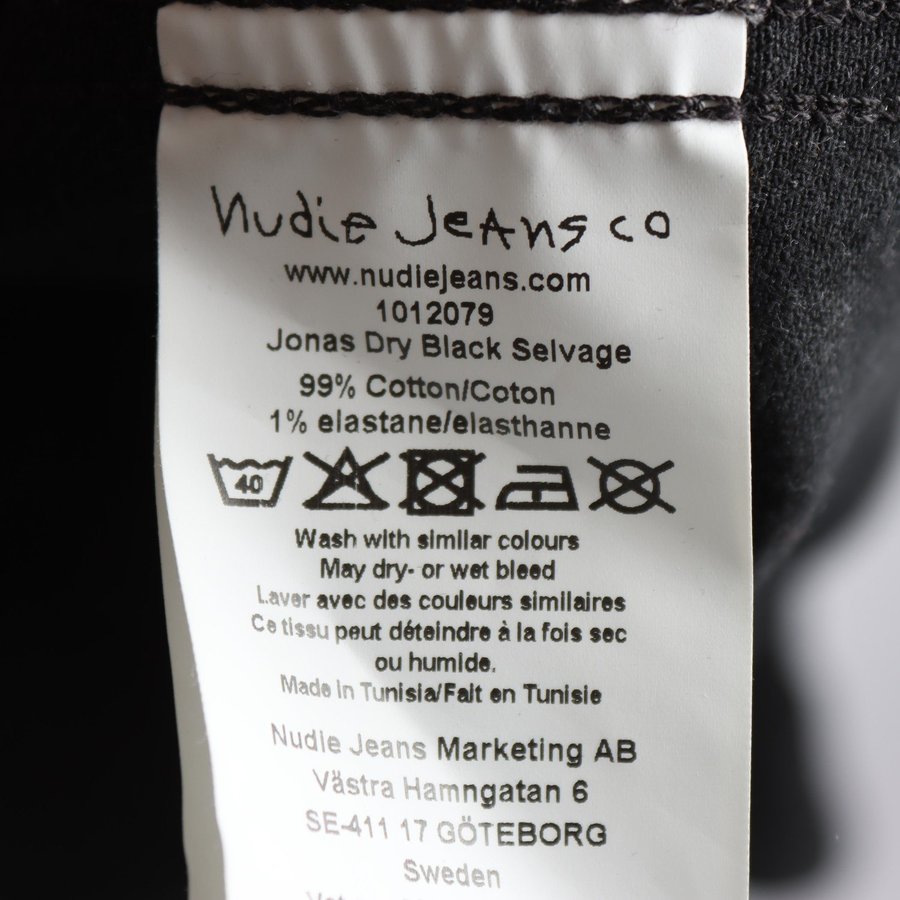 Nudie Jeans co
www.nudiejeans.com
1012079
Jonas Dry Black Selvage
99% Cotton/Coton
1% elastane/elasthanne
40
Wash with similar colours
May dry- or wet bleed
Laver avec des couleurs similaires
Ce tissu peut déteindre à la fois sec
ou humide.
Made in Tunisia/Fait en Tunisie
Nudie Jeans Marketing AB
Västra Hamngatan 6
SE-411 17 GÖTEBORG
Sweden